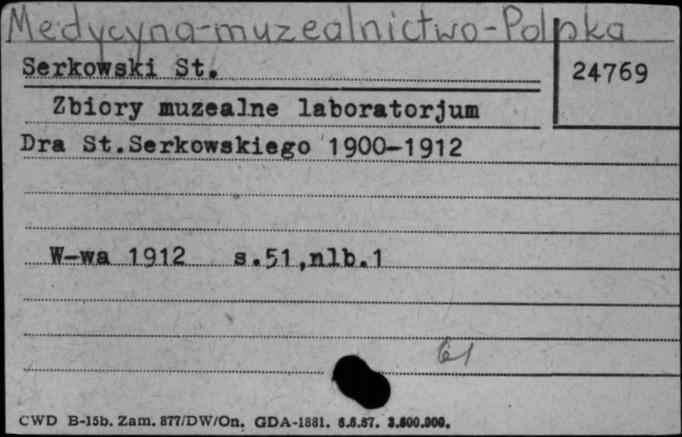 Medycyna-muzealnictwo-Polska
Serkowski St.
24769
Zbiory muzealne laboratorjum
Dra St.Serkowskiego 1900-1912
W-wa 1912 s.51,nlb.1
61
CWD B-15b. Zam. 877/DW/On. GDA-1881. 6.6.67. 3.600.000.